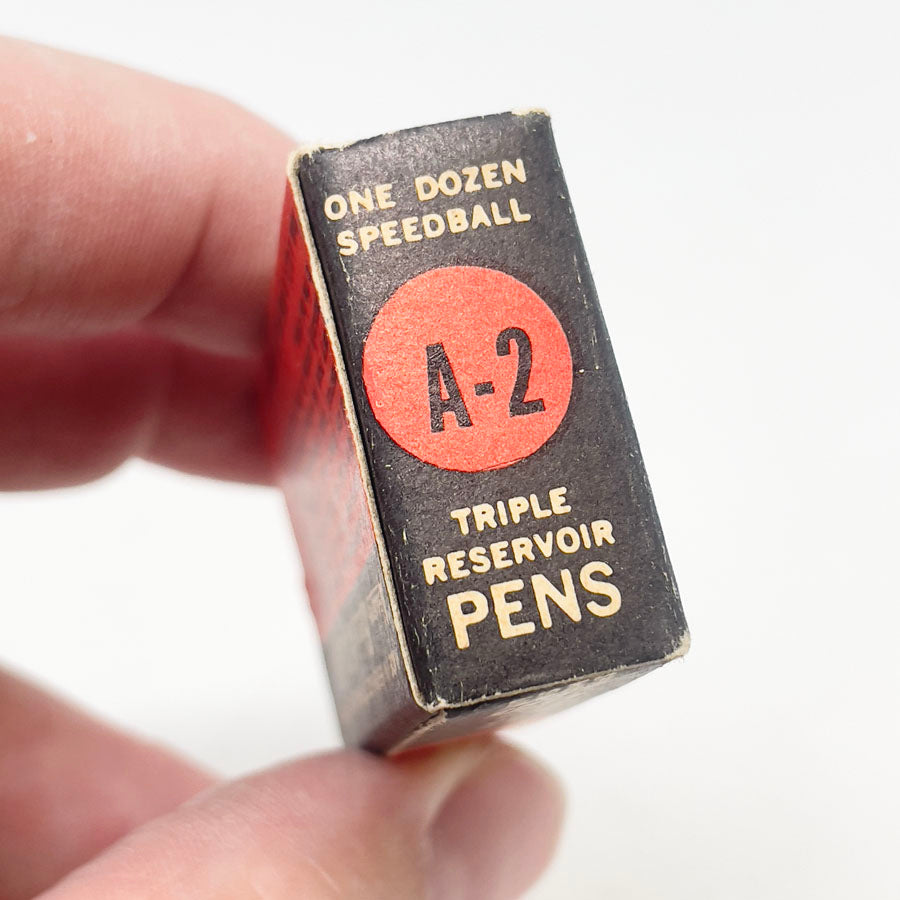 ONE DOZEN
SPEEDBALL
A-2
TRIPLE
RESERVOIR
PENS